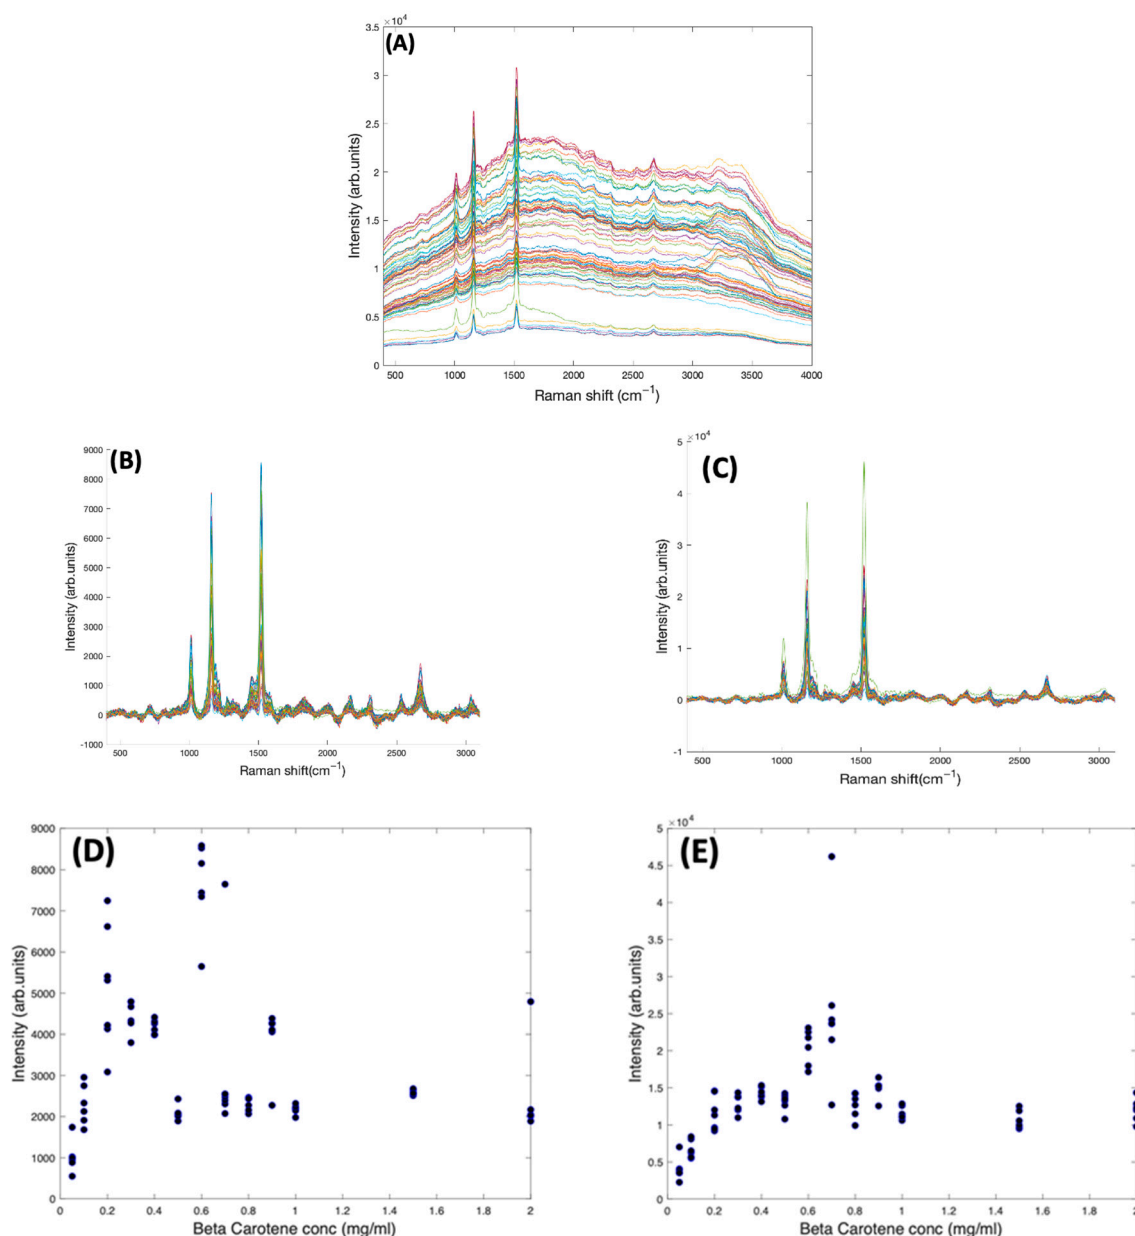 ×10⁴
(A)
3.5
3
2.5
2
1.5
1
0.5
0
Intensity (arb.units)
500 1000 1500 2000 2500 3000 3500 4000
Raman shift (cm⁻¹)
(B)
9000
8000
7000
6000
5000
4000
3000
2000
1000
0
-1000
Intensity (arb.units)
500 1000 1500 2000 2500 3000
Raman shift(cm⁻¹)
×10⁴
(C)
5
4
3
2
1
0
-1
Intensity (arb.units)
500 1000 1500 2000 2500 3000
Raman shift(cm⁻¹)
(D)
9000
8000
7000
6000
5000
4000
3000
2000
1000
0
Intensity (arb.units)
0 0.2 0.4 0.6 0.8 1 1.2 1.4 1.6 1.8 2
Beta Carotene conc (mg/ml)
×10⁴
(E)
5
4.5
4
3.5
3
2.5
2
1.5
1
0.5
0
Intensity (arb.units)
0 0.2 0.4 0.6 0.8 1 1.2 1.4 1.6 1.8 2
Beta Carotene conc (mg/ml)